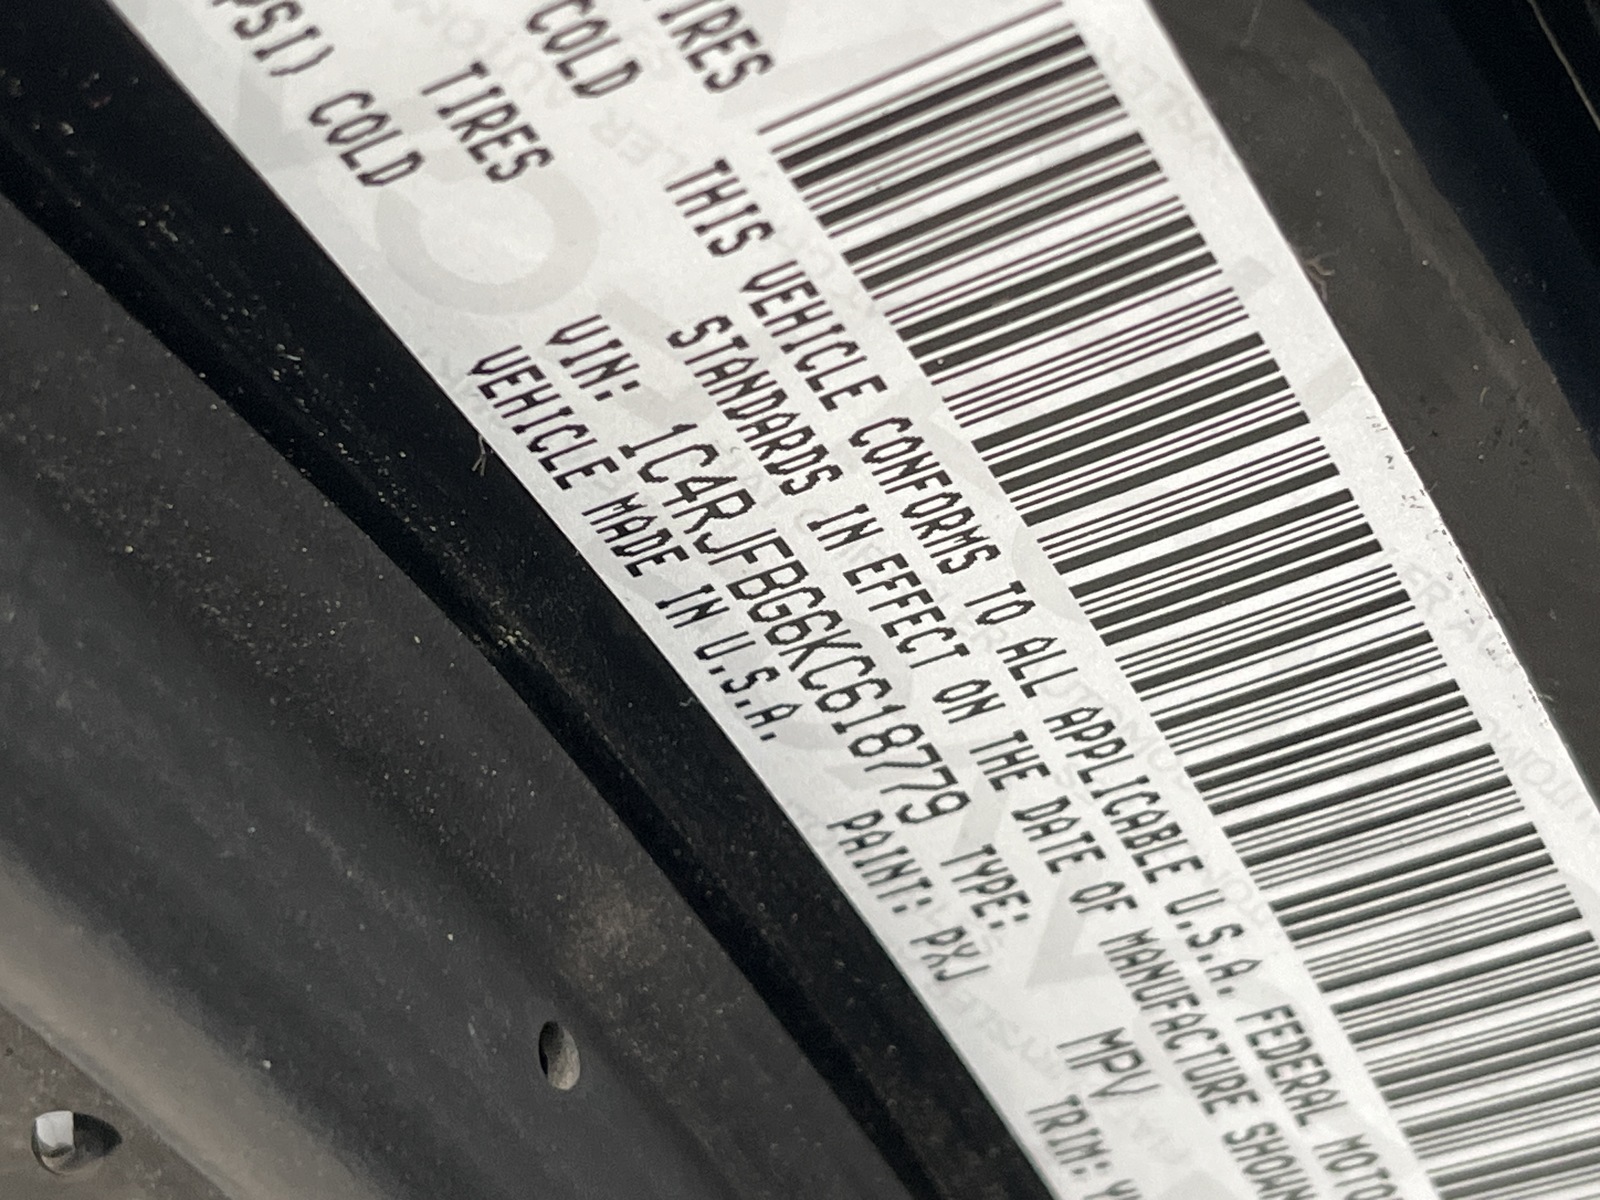 TIRES
COLD
TIRES
PSI) COLD
THIS VEHICLE CONFORMS TO ALL APPLICABLE U.S.A. FEDERAL MOTO
STANDARDS IN EFFECT ON THE DATE OF MANUFACTURE SHOWN
VIN: 1C4RJFBG6KC618779 TYPE: MPV
VEHICLE MADE IN U.S.A. PAINT: PXJ TRIM: